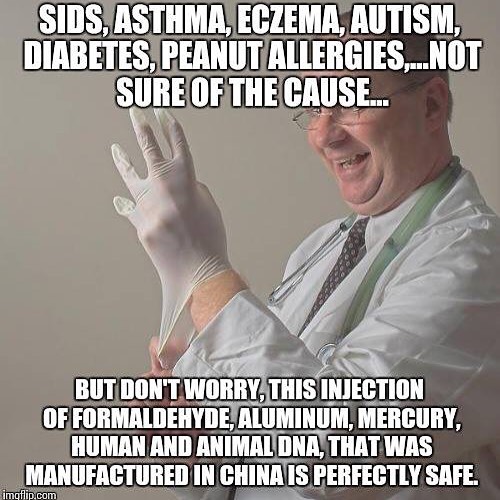 SIDS, ASTHMA, ECZEMA, AUTISM,
DIABETES, PEANUT ALLERGIES,...NOT
SURE OF THE CAUSE...
BUT DON'T WORRY, THIS INJECTION
OF FORMALDEHYDE, ALUMINUM, MERCURY,
HUMAN AND ANIMAL DNA, THAT WAS
MANUFACTURED IN CHINA IS PERFECTLY SAFE.
imgflip.com